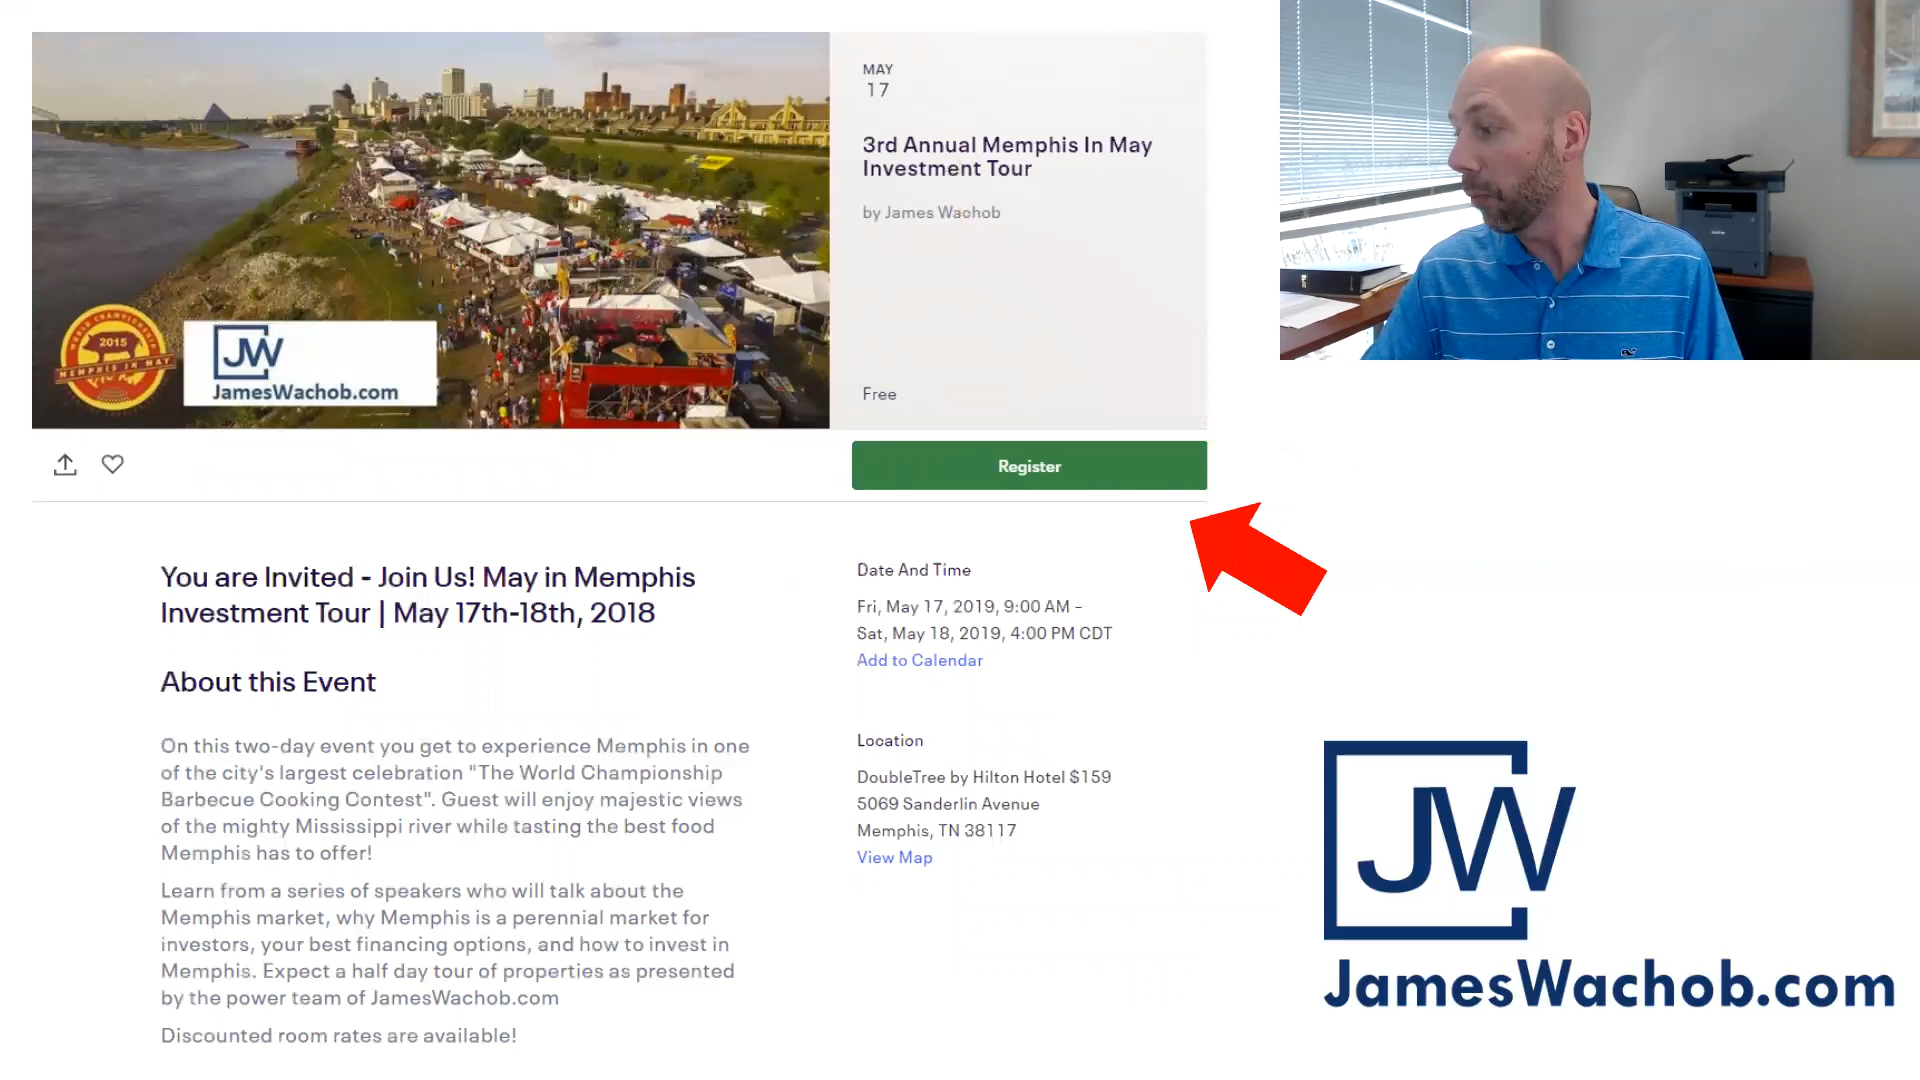 MAY
17
3rd Annual Memphis In May
Investment Tour
by James Wachob
Free
2015
MEMPHIS IN MAY
JW
JamesWachob.com
Register
You are Invited - Join Us! May in Memphis
Investment Tour | May 17th-18th, 2018
About this Event
On this two-day event you get to experience Memphis in one
of the city's largest celebration "The World Championship
Barbecue Cooking Contest". Guest will enjoy majestic views
of the mighty Mississippi river while tasting the best food
Memphis has to offer!
Learn from a series of speakers who will talk about the
Memphis market, why Memphis is a perennial market for
investors, your best financing options, and how to invest in
Memphis. Expect a half day tour of properties as presented
by the power team of JamesWachob.com
Discounted room rates are available!
Date And Time
Fri, May 17, 2019, 9:00 AM –
Sat, May 18, 2019, 4:00 PM CDT
Add to Calendar
Location
DoubleTree by Hilton Hotel $159
5069 Sanderlin Avenue
Memphis, TN 38117
View Map
JW
JamesWachob.com